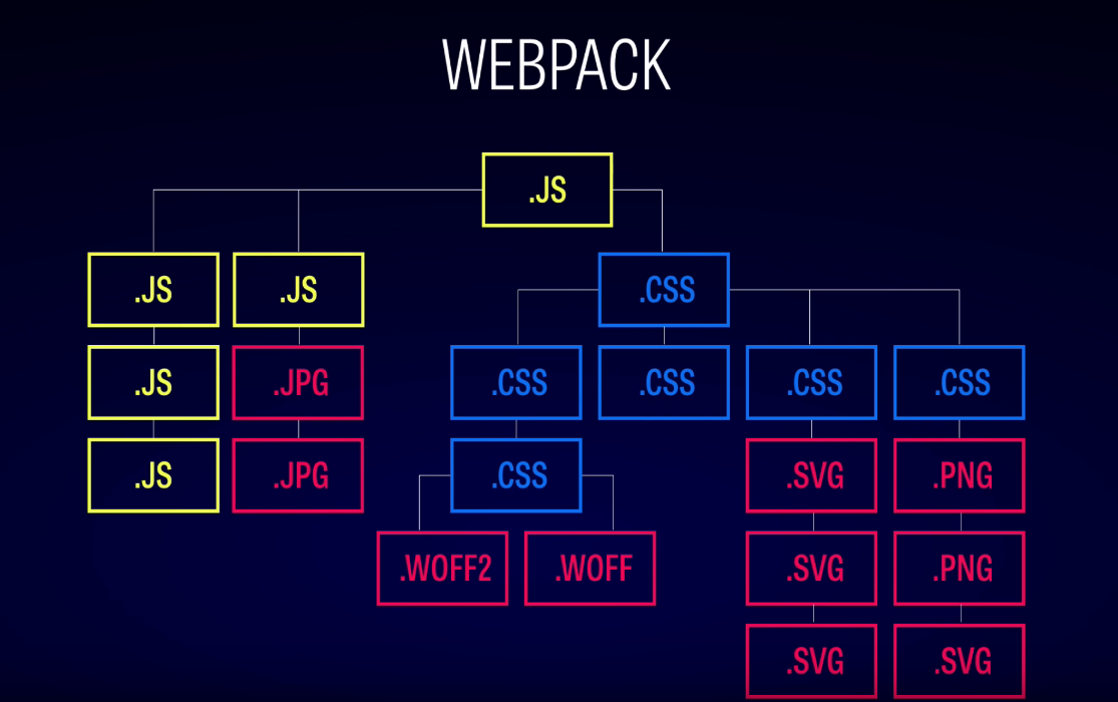 WEBPACK
.JS
.JS .JS .CSS
.JS .JPG .CSS .CSS .CSS .CSS
.JS .JPG .CSS .SVG .PNG
.WOFF2 .WOFF .SVG .PNG
.SVG .SVG